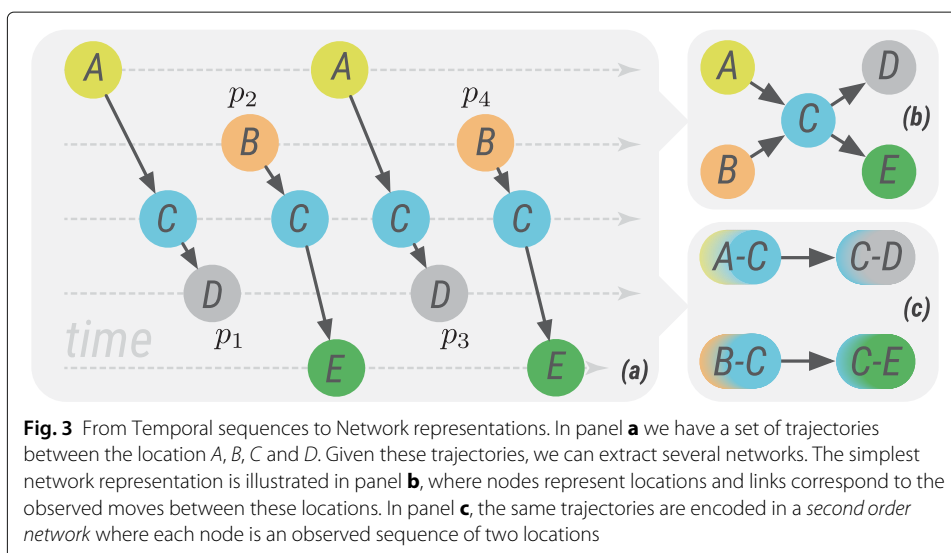 A A
p2 p4
B B
C C C C
D D
p1 p3
time
E E (a)
A D
C (b)
B E
A-C C-D
(c)
B-C C-E
Fig. 3 From Temporal sequences to Network representations. In panel a we have a set of trajectories
between the location A, B, C and D. Given these trajectories, we can extract several networks. The simplest
network representation is illustrated in panel b, where nodes represent locations and links correspond to the
observed moves between these locations. In panel c, the same trajectories are encoded in a second order
network where each node is an observed sequence of two locations